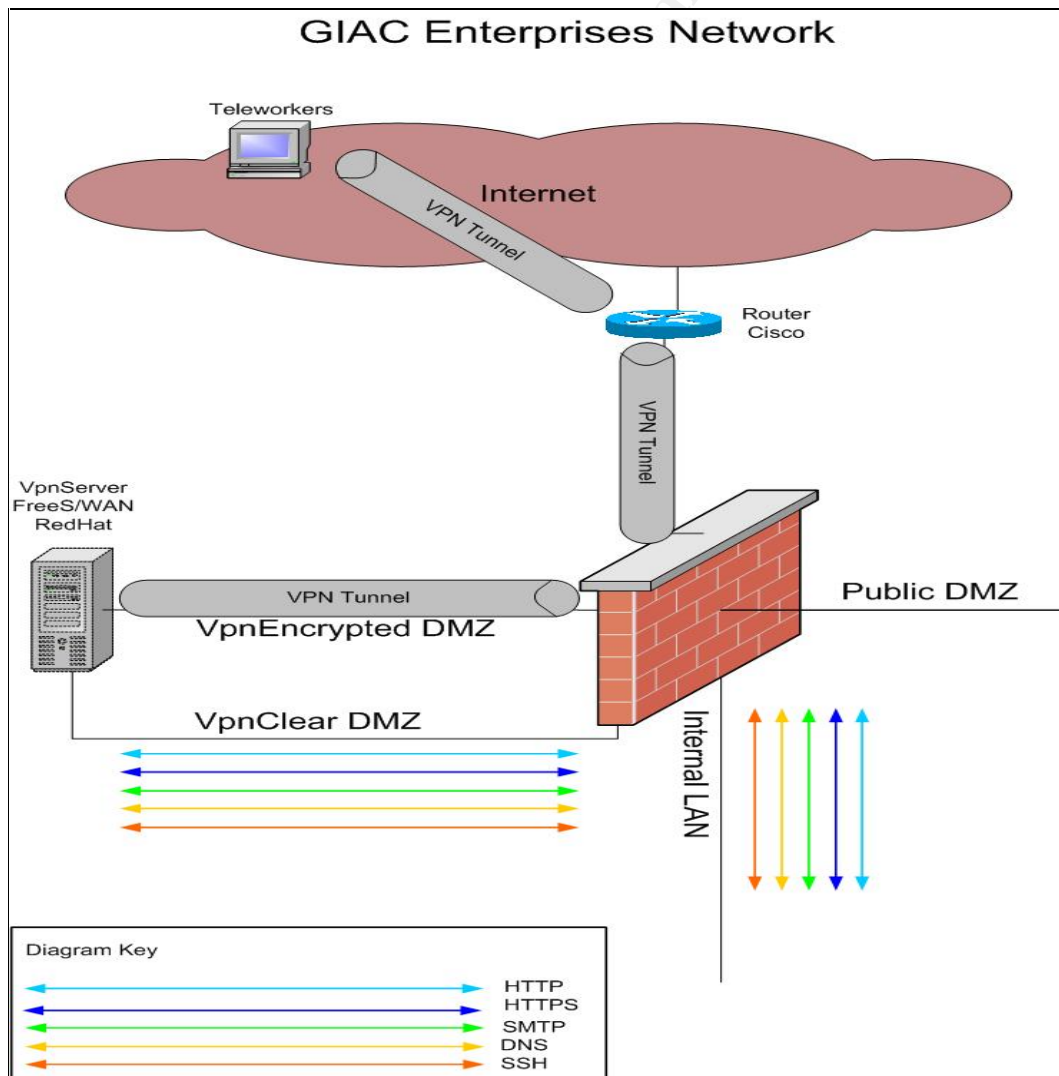 GIAC Enterprises Network
Teleworkers
Internet
VPN Tunnel
Router
Cisco
VPN Tunnel
VpnServer
FreeS/WAN
RedHat
VPN Tunnel
VpnEncrypted DMZ
Public DMZ
VpnClear DMZ
Internal LAN
Diagram Key
HTTP
HTTPS
SMTP
DNS
SSH